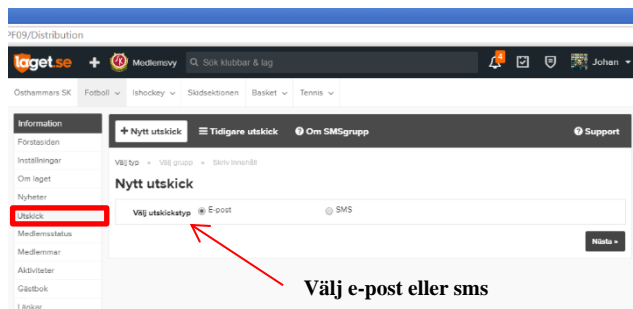 PF09/Distribution
laget.se + Medlemsvy Sök klubbar & lag 4 Johan
Östhammars SK Fotboll Ishockey Skidsektionen Basket Tennis
Information
Förstasidan
Inställningar
Om laget
Nyheter
Utskick
Medlemsstatus
Medlemmar
Aktiviteter
Gästbok
Länkar
+ Nytt utskick Tidigare utskick Om SMSgrupp Support
Välj typ » Välj grupp » Skriv innehåll
Nytt utskick
Välj utskickstyp E-post SMS
Nästa »
Välj e-post eller sms